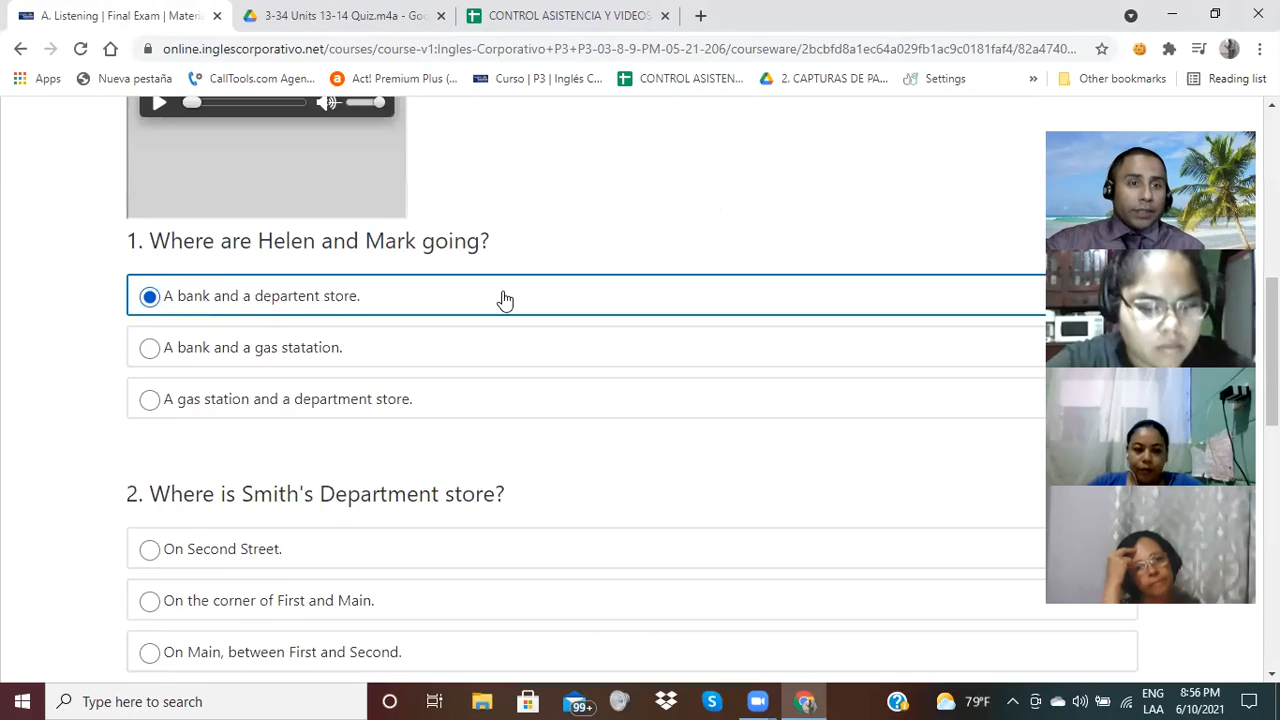 A. Listening | Final Exam | Mater
3-34 Units 13-14 Quiz.m4a - Goo
CONTROL ASISTENCIA Y VIDEOS
online.inglescorporativo.net/courses/course-v1:Ingles-Corporativo+P3+P3-03-8-9-PM-05-21-206/courseware/2bcbfd8a1ec64a029fb1ac9c0181faf4/82a4740...
Apps
Nueva pestaña
CallTools.com Agen...
Act! Premium Plus (...
Curso | P3 | Inglés C...
CONTROL ASISTEN...
2. CAPTURAS DE PA...
Settings
»
Other bookmarks
Reading list
1. Where are Helen and Mark going?
A bank and a departent store.
A bank and a gas statation.
A gas station and a department store.
2. Where is Smith's Department store?
On Second Street.
On the corner of First and Main.
On Main, between First and Second.
Type here to search
99+
79°F
ENG
LAA
8:56 PM
6/10/2021